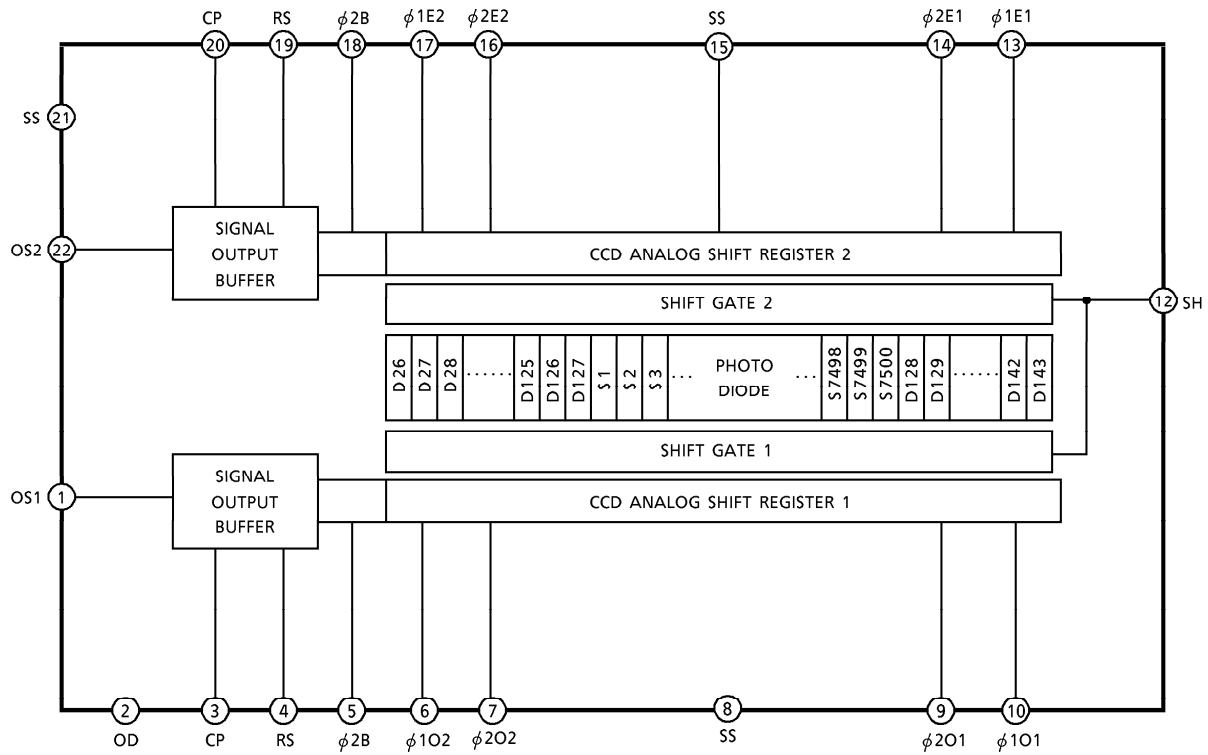 CP RS ϕ2B ϕ1E2 ϕ2E2 SS ϕ2E1 ϕ1E1
20 19 18 17 16 15 14 13
SS 21
SIGNAL
OUTPUT
BUFFER
OS2 22
CCD ANALOG SHIFT REGISTER 2
SHIFT GATE 2
12 SH
D26 D27 D28 ······ D125 D126 D127 S1 S2 S3 ··· PHOTO DIODE ··· S7498 S7499 S7500 D128 D129 ······ D142 D143
SHIFT GATE 1
SIGNAL
OUTPUT
BUFFER
OS1 1
CCD ANALOG SHIFT REGISTER 1
2 3 4 5 6 7 8 9 10
OD CP RS ϕ2B ϕ1O2 ϕ2O2 SS ϕ2O1 ϕ1O1